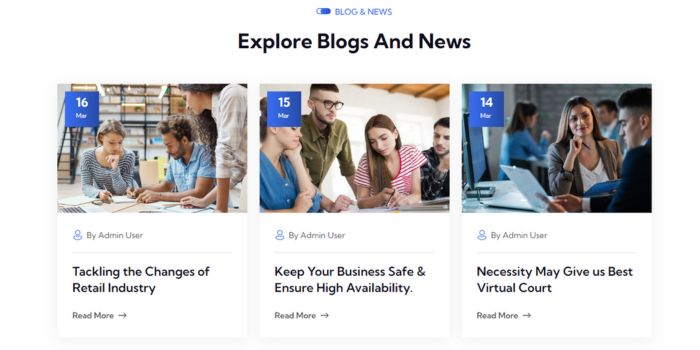 BLOG & NEWS
Explore Blogs And News
16
Mar
15
Mar
14
Mar
By Admin User
By Admin User
By Admin User
Tackling the Changes of
Retail Industry
Keep Your Business Safe &
Ensure High Availability.
Necessity May Give us Best
Virtual Court
Read More →
Read More →
Read More →